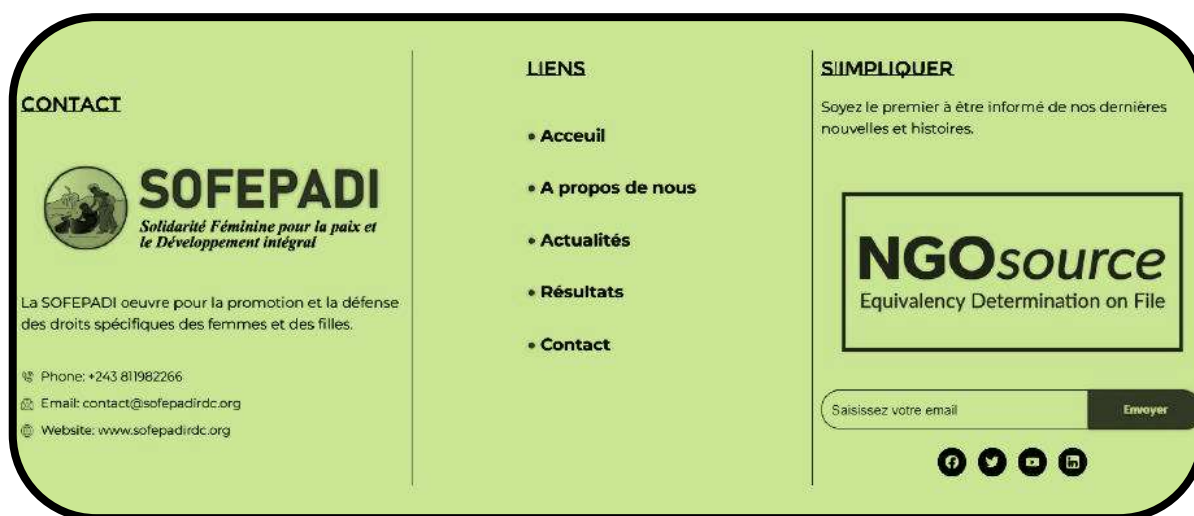 CONTACT
SOFEPADI
Solidarité Féminine pour la paix et
le Développement intégral
La SOFEPADI oeuvre pour la promotion et la défense
des droits spécifiques des femmes et des filles.
Phone: +243 811982266
Email: contact@sofepadirdc.org
Website: www.sofepadirdc.org
LIENS
• Acceuil
• A propos de nous
• Actualités
• Résultats
• Contact
S'IMPLIQUER
Soyez le premier à être informé de nos dernières
nouvelles et histoires.
NGOsource
Equivalency Determination on File
Saisissez votre email
Envoyer